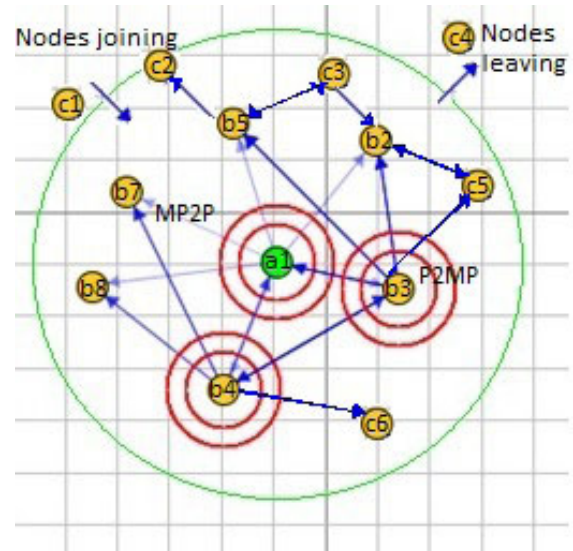 Nodes joining
c4
Nodes
leaving
c2
c3
c1
b5
b2
c5
b7
MP2P
a1
P2MP
b8
b3
b4
c6